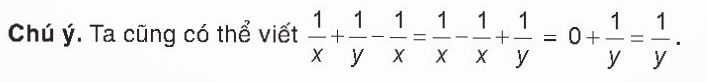 Chú ý. Ta cũng có thể viết 1/x + 1/y − 1/x = 1/x − 1/x + 1/y = 0 + 1/y = 1/y .